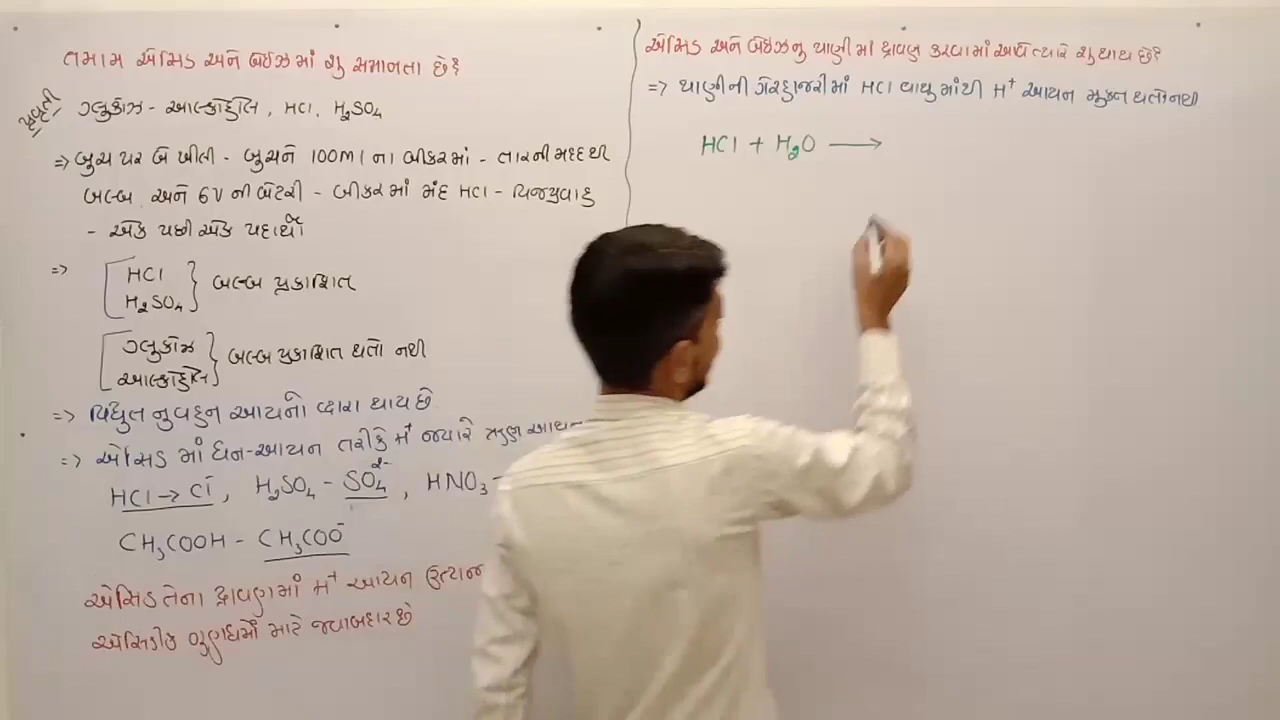 તમામ એસિડ અને બેઇઝમાં શુ સમાનતા છે?
પ્રવૃતી
ગ્લુકોઝ - આલ્કોહોલ, HCl, H₂SO₄
=> બુચ પર બે ખીલી - બુચને 100ml ના બીકરમાં - તારની મદદથી
બલ્બ અને 6V ની બેટરી - બીકરમાં મંદ HCl - વિજપ્રવાહ
- એક પછી એક પદાર્થો
=> [ HCl
H₂SO₄ } બલ્બ પ્રકાશિત
[ ગ્લુકોઝ
આલ્કોહોલ } બલ્બ પ્રકાશિત થતો નથી
=> વિધુત નુ વહન આયનો દ્વારા થાય છે
=> એસિડ માં ધન-આયન તરીકે H⁺ જ્યારે ઋણ આયન
HCl → Cl⁻, H₂SO₄ - SO₄²⁻, HNO₃ -
CH₃COOH - CH₃COO⁻
એસિડ તેના દ્રાવણમાં H⁺ આયન ઉત્પન્ન
એસિડીક ગુણધર્મો માટે જવાબદાર છે
એસિડ અને બેઇઝનુ પાણીમાં દ્રાવણ કરવામાં આવે ત્યારે શુ થાય છે?
=> પાણીની ગેરહાજરીમાં HCl વાયુમાંથી H⁺ આયન મુક્ત થતો નથી
HCl + H₂O ⟶